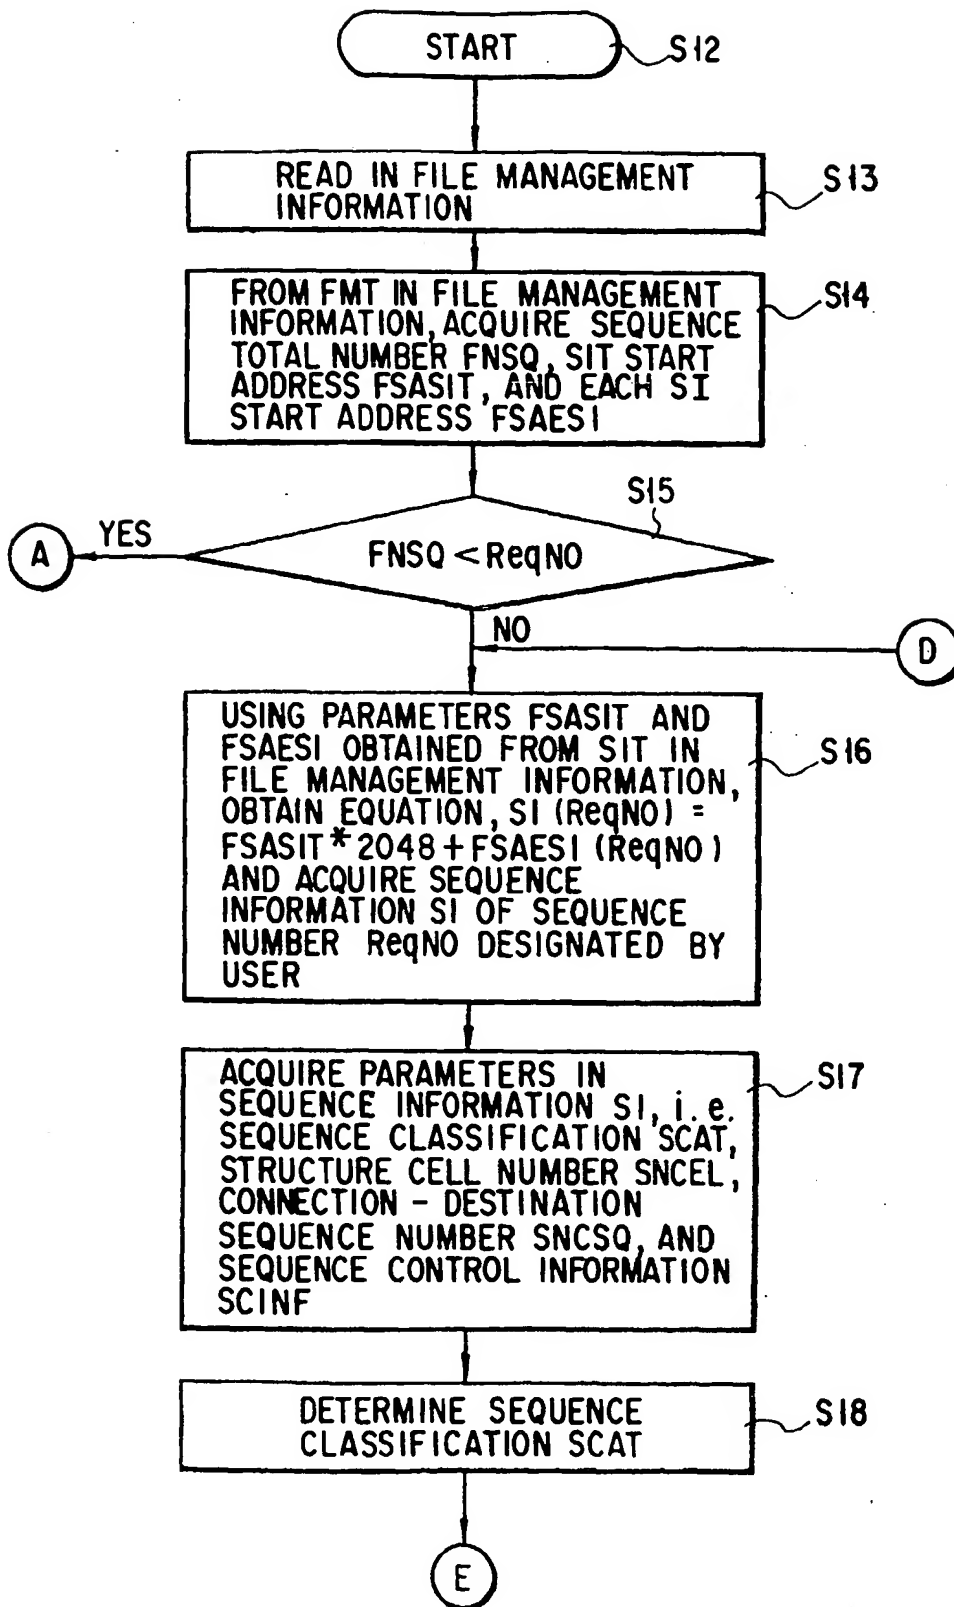 START
S12
READ IN FILE MANAGEMENT
INFORMATION
S13
FROM FMT IN FILE MANAGEMENT
INFORMATION, ACQUIRE SEQUENCE
TOTAL NUMBER FNSQ, SIT START
ADDRESS FSASIT, AND EACH SI
START ADDRESS FSAESI
S14
S15
FNSQ < ReqNO
YES
A
NO
D
USING PARAMETERS FSASIT AND
FSAESI OBTAINED FROM SIT IN
FILE MANAGEMENT INFORMATION,
OBTAIN EQUATION, SI (ReqNO) =
FSASIT * 2048 + FSAESI (ReqNO)
AND ACQUIRE SEQUENCE
INFORMATION SI OF SEQUENCE
NUMBER ReqNO DESIGNATED BY
USER
S16
ACQUIRE PARAMETERS IN
SEQUENCE INFORMATION SI, i.e.
SEQUENCE CLASSIFICATION SCAT,
STRUCTURE CELL NUMBER SNCEL,
CONNECTION - DESTINATION
SEQUENCE NUMBER SNCSQ, AND
SEQUENCE CONTROL INFORMATION
SCINF
S17
DETERMINE SEQUENCE
CLASSIFICATION SCAT
S18
E